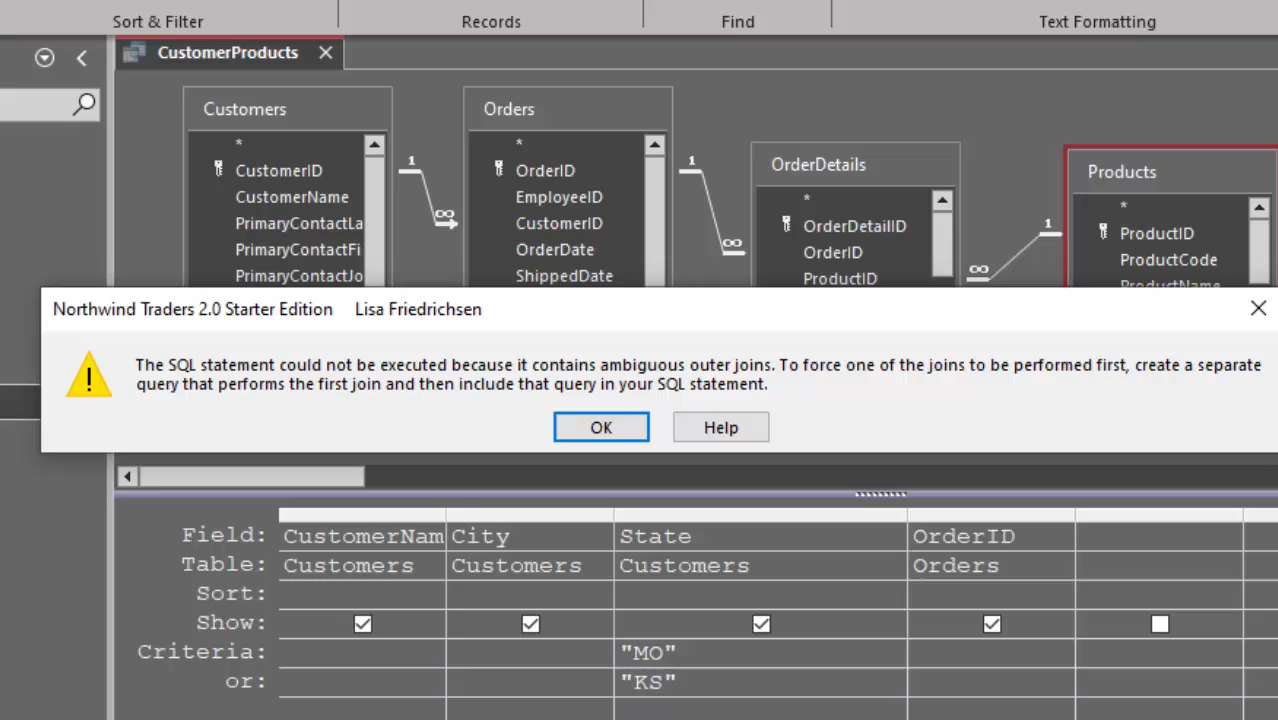 Sort & Filter
Records
Find
Text Formatting
CustomerProducts
Customers
*
CustomerID
CustomerName
PrimaryContactLa
PrimaryContactFi
PrimaryContactJo
1
∞
Orders
*
OrderID
EmployeeID
CustomerID
OrderDate
ShippedDate
1
∞
OrderDetails
*
OrderDetailID
OrderID
ProductID
1
∞
Products
*
ProductID
ProductCode
ProductName
Northwind Traders 2.0 Starter Edition Lisa Friedrichsen
The SQL statement could not be executed because it contains ambiguous outer joins. To force one of the joins to be performed first, create a separate
query that performs the first join and then include that query in your SQL statement.
OK
Help
Field: CustomerNam City State OrderID
Table: Customers Customers Customers Orders
Sort:
Show:
Criteria: "MO"
or: "KS"